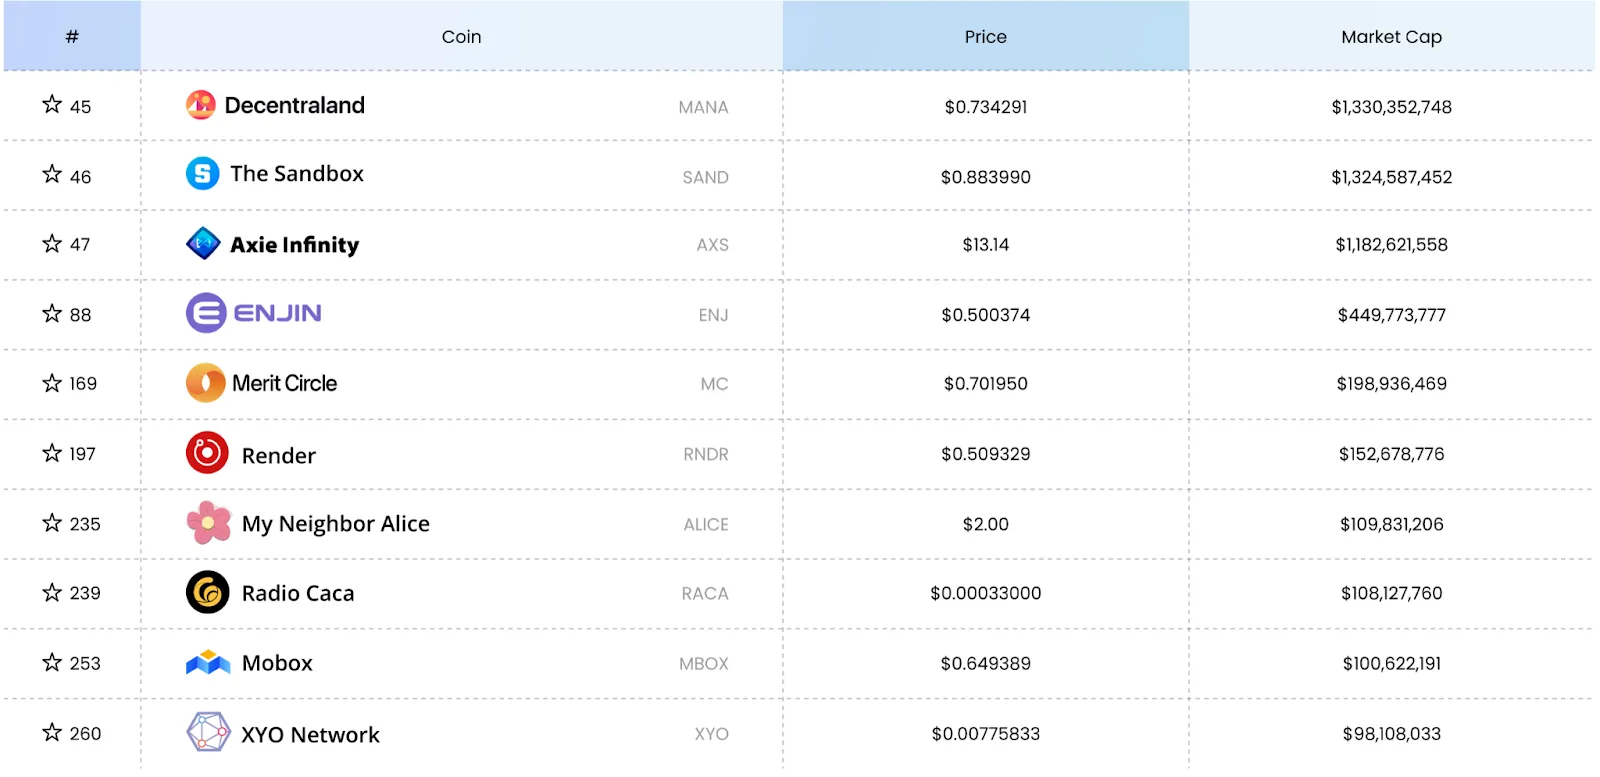 # Coin Price Market Cap
45 Decentraland MANA $0.734291 $1,330,352,748
46 The Sandbox SAND $0.883990 $1,324,587,452
47 Axie Infinity AXS $13.14 $1,182,621,558
88 ENJIN ENJ $0.500374 $449,773,777
169 Merit Circle MC $0.701950 $198,936,469
197 Render RNDR $0.509329 $152,678,776
235 My Neighbor Alice ALICE $2.00 $109,831,206
239 Radio Caca RACA $0.00033000 $108,127,760
253 Mobox MBOX $0.649389 $100,622,191
260 XYO Network XYO $0.00775833 $98,108,033